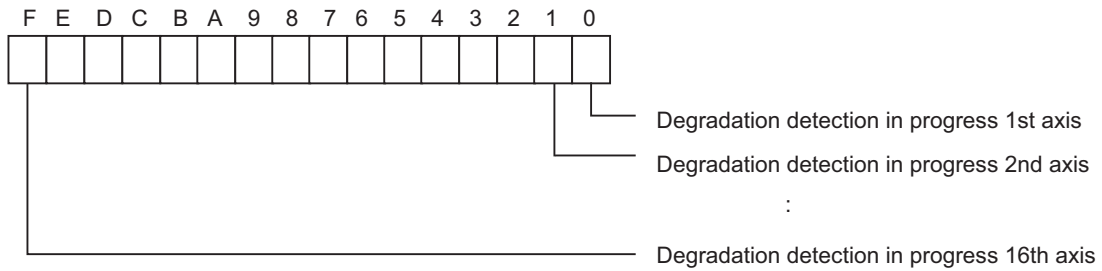 F E D C B A 9 8 7 6 5 4 3 2 1 0
Degradation detection in progress 1st axis
Degradation detection in progress 2nd axis
:
Degradation detection in progress 16th axis